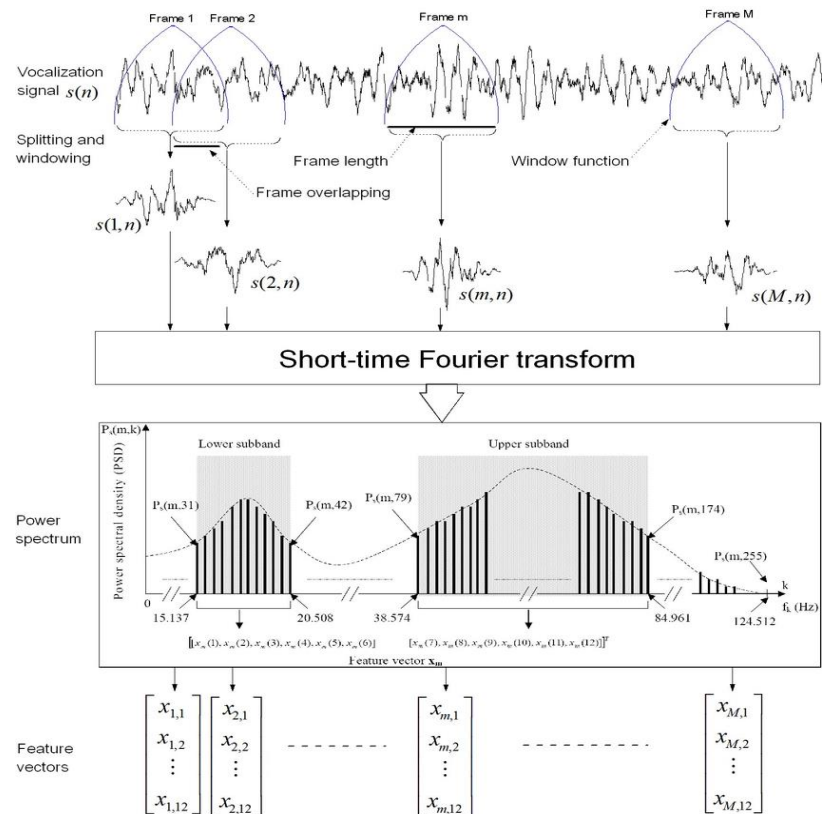 Frame 1 Frame 2 Frame m Frame M
Vocalization
signal s(n)
Splitting and
windowing
Frame length
Window function
Frame overlapping
s(1,n)
s(2,n)
s(m,n)
s(M,n)
Short-time Fourier transform
Ps(m,k)
Power spectral density (PSD)
Lower subband
Upper subband
Ps(m,31)
Ps(m,42)
Ps(m,79)
Ps(m,174)
Ps(m,255)
Power
spectrum
0
k
fk (Hz)
15.137
20.508
38.574
84.961
124.512
[[xm(1), xm(2), xm(3), xm(4), xm(5), xm(6)] [xm(7), xm(8), xm(9), xm(10), xm(11), xm(12)]]T
Feature vector xm
Feature
vectors
x1,1 x2,1 xm,1 xM,1
x1,2 x2,2 xm,2 xM,2
⋮ ⋮ ⋮ ⋮
x1,12 x2,12 xm,12 xM,12